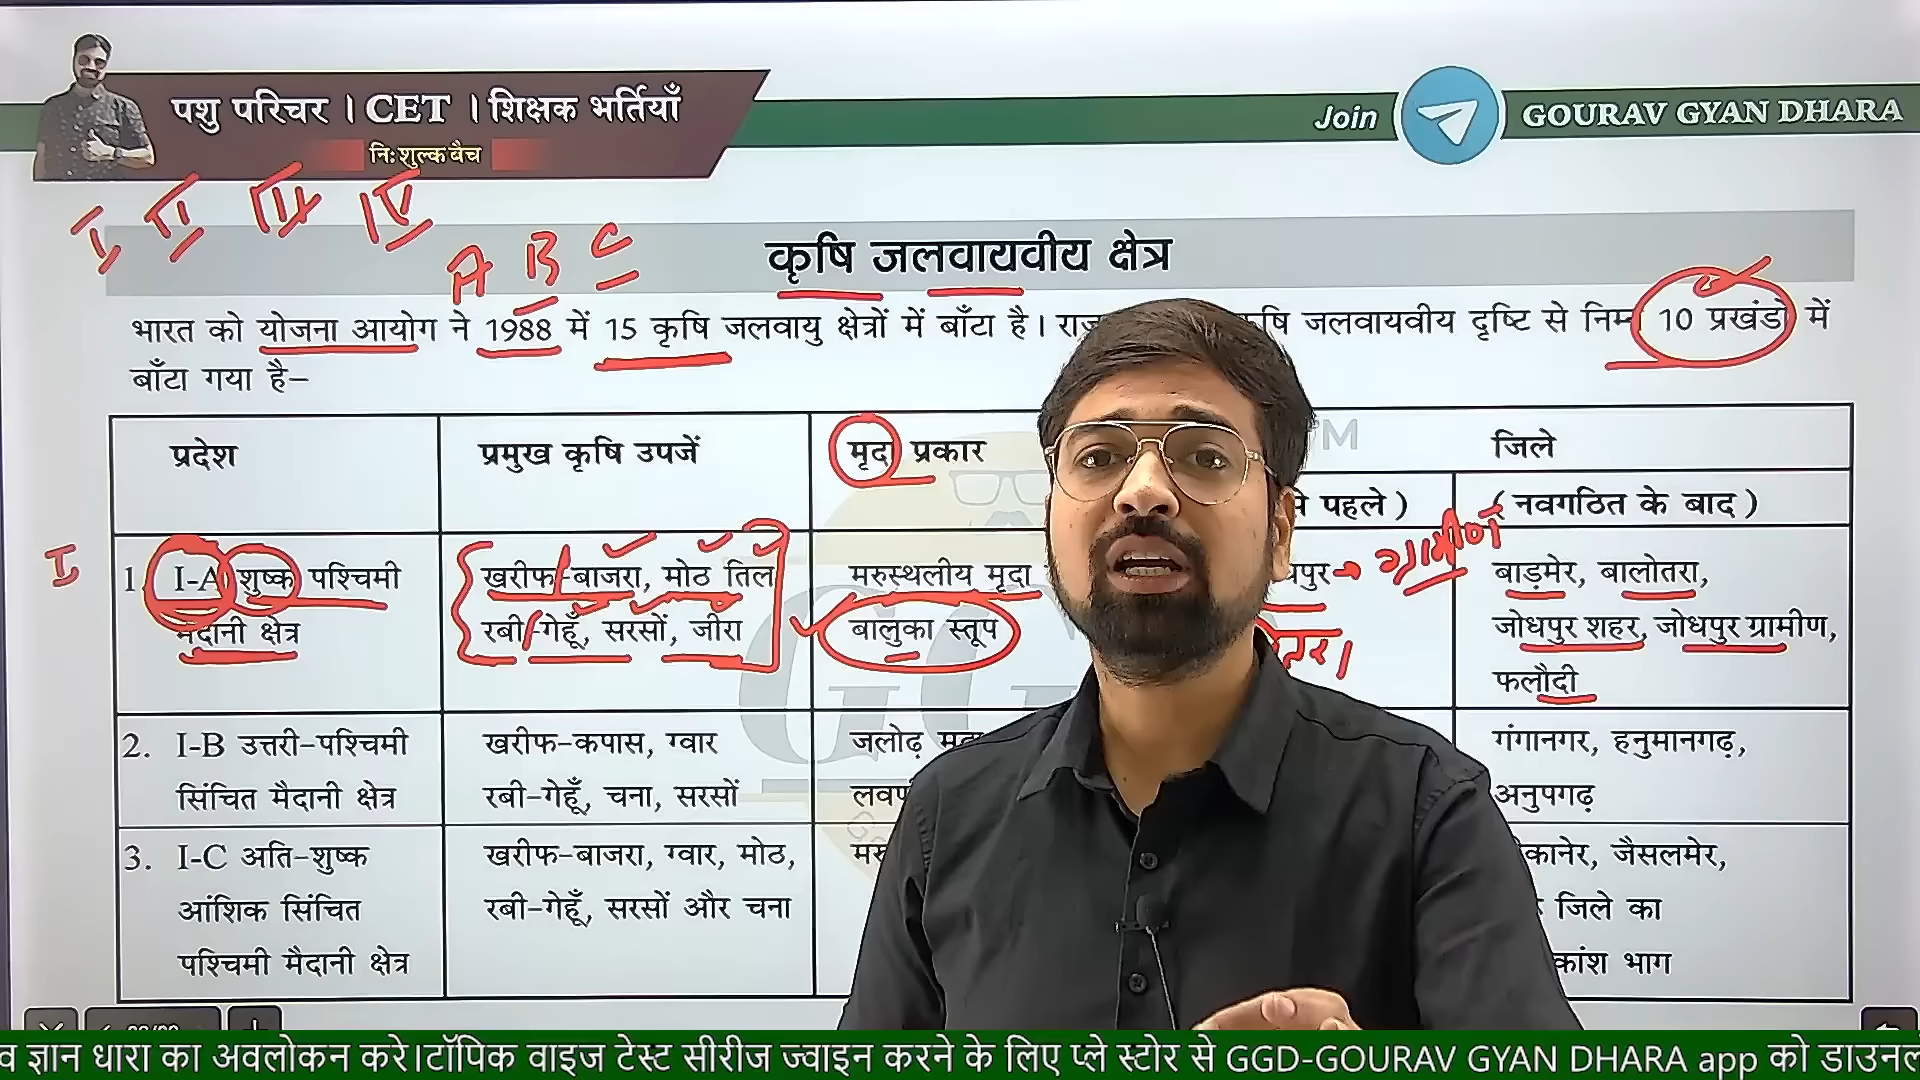 पशु परिचर । CET । शिक्षक भर्तियाँ
निःशुल्क बैच
Join GOURAV GYAN DHARA
I II III IV
A B C
कृषि जलवायवीय क्षेत्र
भारत को योजना आयोग ने 1988 में 15 कृषि जलवायु क्षेत्रों में बाँटा है। जलवायवीय दृष्टि से 10 प्रखंडों में
बाँटा गया है–
प्रदेश प्रमुख कृषि उपजें मृदा प्रकार जिले
पहले ) ( नवगठित के बाद )
I
1. I-A शुष्क पश्चिमी खरीफ-बाजरा, मोठ तिल मरुस्थलीय मृदा ग्रामीण बाड़मेर, बालोतरा,
मैदानी क्षेत्र रबी-गेहूँ, सरसों, जीरा बालुका स्तूप जोधपुर शहर, जोधपुर ग्रामीण,
फलौदी
2. I-B उत्तरी-पश्चिमी खरीफ-कपास, ग्वार जलोढ़ गंगानगर, हनुमानगढ़,
सिंचित मैदानी क्षेत्र रबी-गेहूँ, चना, सरसों अनुपगढ़
3. I-C अति-शुष्क खरीफ-बाजरा, ग्वार, मोठ, जैसलमेर,
आंशिक सिंचित रबी-गेहूँ, सरसों और चना जिले का
पश्चिमी मैदानी क्षेत्र भाग
ज्ञान धारा का अवलोकन करे।टॉपिक वाइज टेस्ट सीरीज ज्वाइन करने के लिए प्ले स्टोर से GGD-GOURAV GYAN DHARA app को